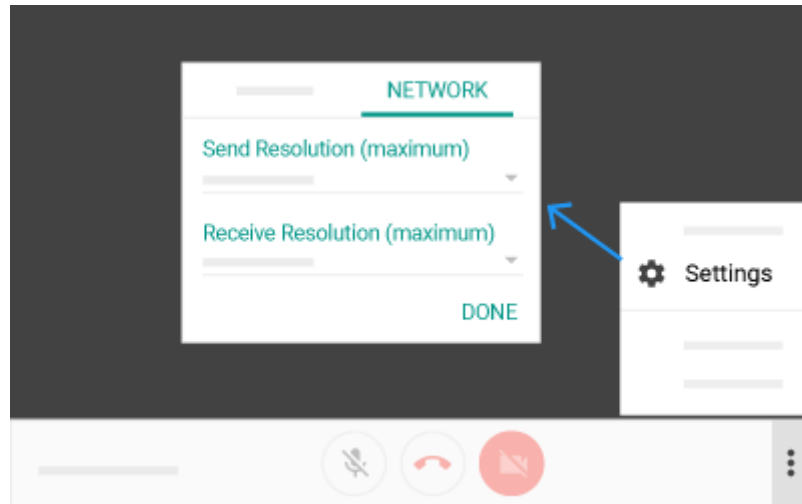 NETWORK
Send Resolution (maximum)
Receive Resolution (maximum)
DONE
Settings